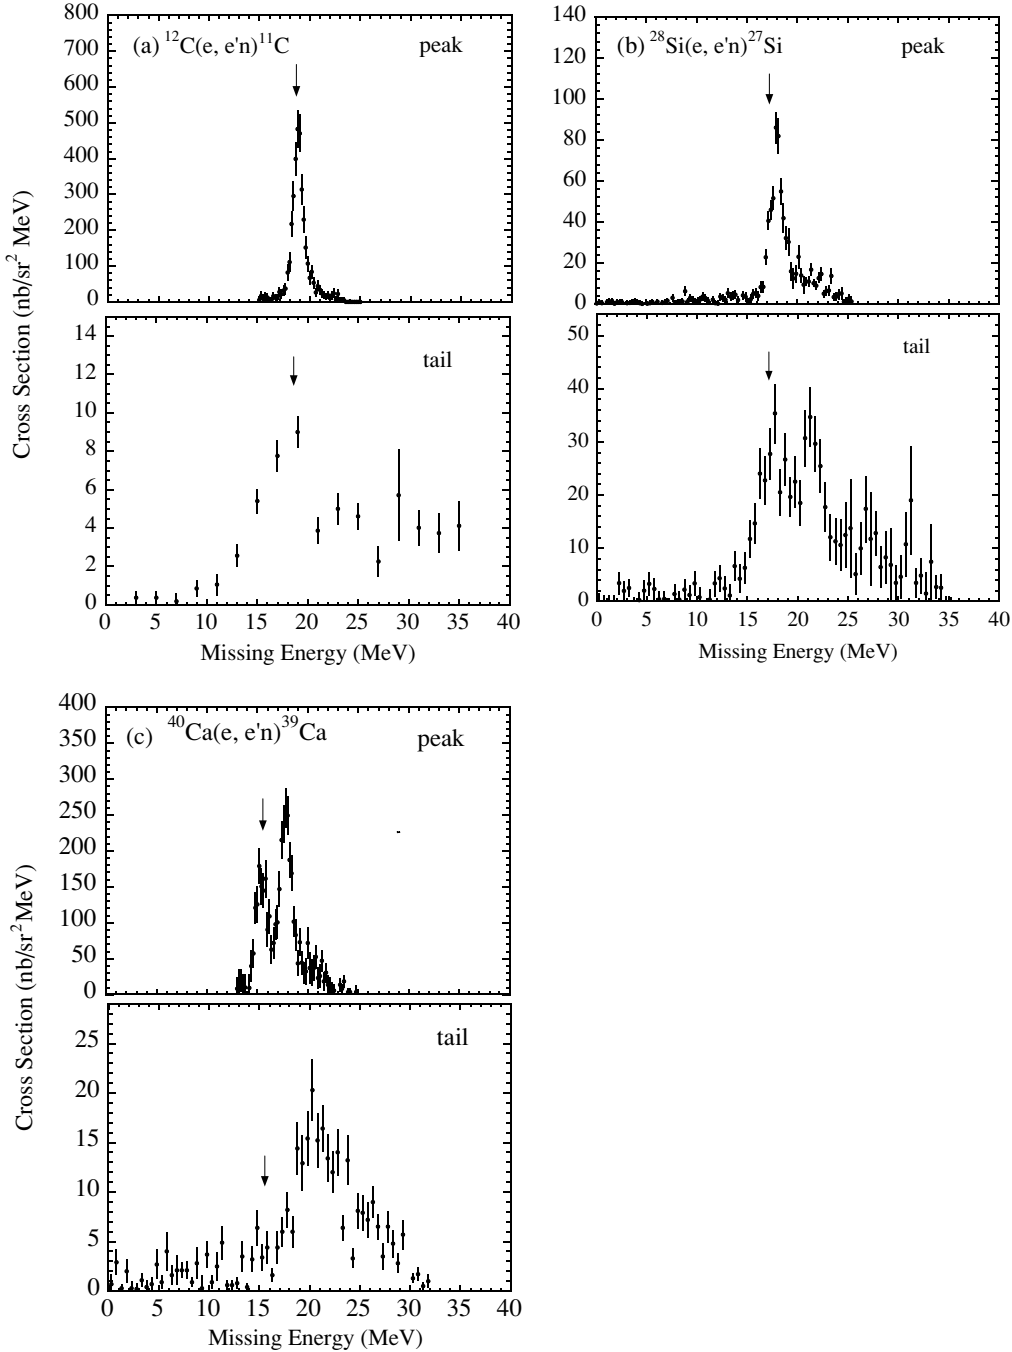 (a) ¹²C(e, e'n)¹¹C
peak
800
700
600
500
400
300
200
100
0
tail
14
12
10
8
6
4
2
0
0 5 10 15 20 25 30 35 40
Missing Energy (MeV)
Cross Section (nb/sr² MeV)
(b) ²⁸Si(e, e'n)²⁷Si
peak
140
120
100
80
60
40
20
0
tail
50
40
30
20
10
0
0 5 10 15 20 25 30 35 40
Missing Energy (MeV)
(c) ⁴⁰Ca(e, e'n)³⁹Ca
peak
400
350
300
250
200
150
100
50
0
tail
25
20
15
10
5
0
0 5 10 15 20 25 30 35 40
Missing Energy (MeV)
Cross Section (nb/sr² MeV)